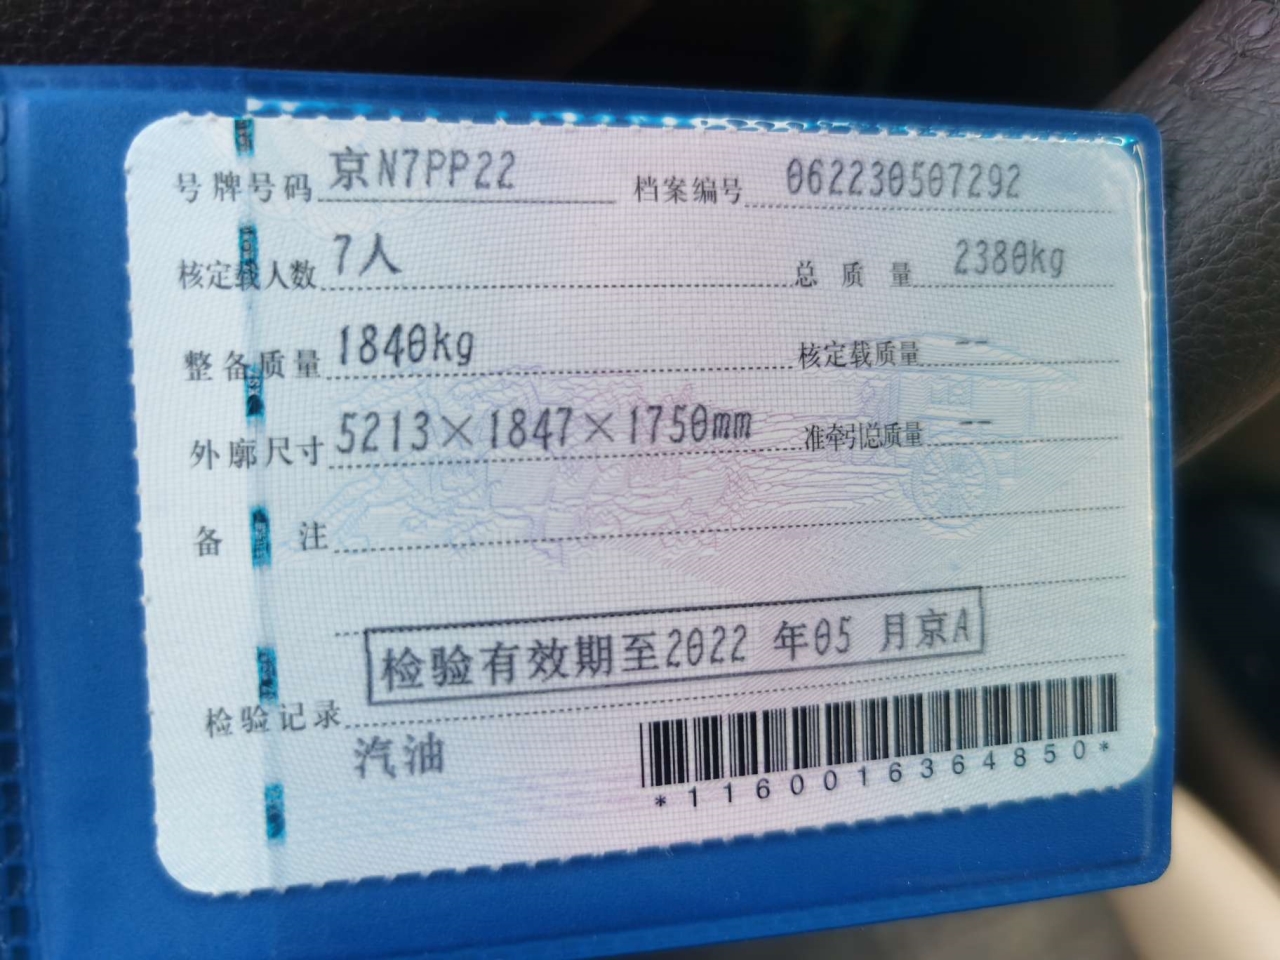 号牌号码 京N7PP22 档案编号 062230507292
核定载人数 7人 总质量 2380kg
整备质量 1840kg 核定载质量 --
外廓尺寸 5213×1847×1750mm 准牵引总质量 --
备注
检验有效期至2022 年05 月京A
检验记录
汽油
*1160016364850*